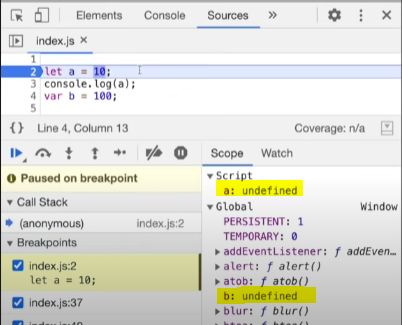 Elements Console Sources »
index.js ×
1
2 let a = 10;
3 console.log(a);
4 var b = 100;
5
{} Line 4, Column 13 Coverage: n/a
Scope Watch
Paused on breakpoint
▼ Script
a: undefined
▼ Call Stack
▼ Global Window
(anonymous) index.js:2
PERSISTENT: 1
TEMPORARY: 0
▼ Breakpoints
▶ addEventListener: ƒ addEven…
index.js:2
▶ alert: ƒ alert()
let a = 10;
▶ atob: ƒ atob()
b: undefined
index.js:37
▶ blur: ƒ blur()